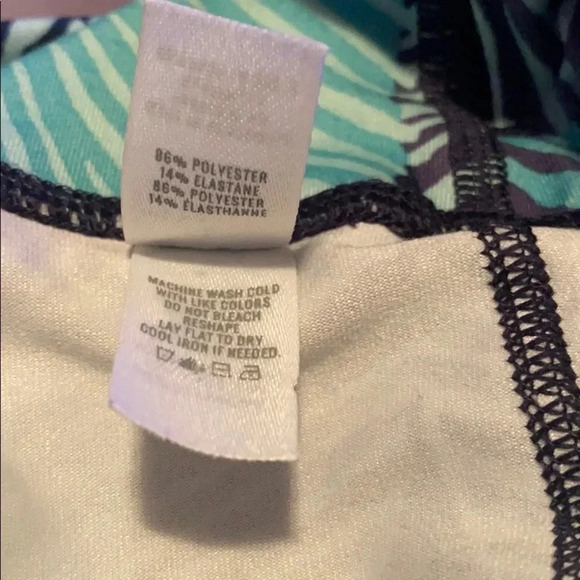 86% POLYESTER
14% ELASTANE
86% POLYESTER
14% ÉLASTHANNE
MACHINE WASH COLD
WITH LIKE COLORS
DO NOT BLEACH
RESHAPE
LAY FLAT TO DRY
COOL IRON IF NEEDED.